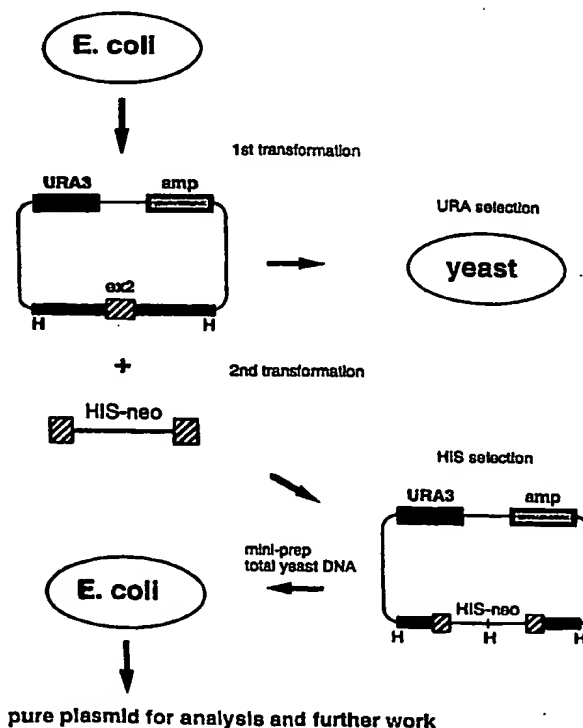 E. coli
1st transformation
URA3 amp
URA selection
yeast
ex2
H H
+
2nd transformation
HIS-neo
HIS selection
URA3 amp
mini-prep
total yeast DNA
E. coli
HIS-neo
H H H
pure plasmid for analysis and further work